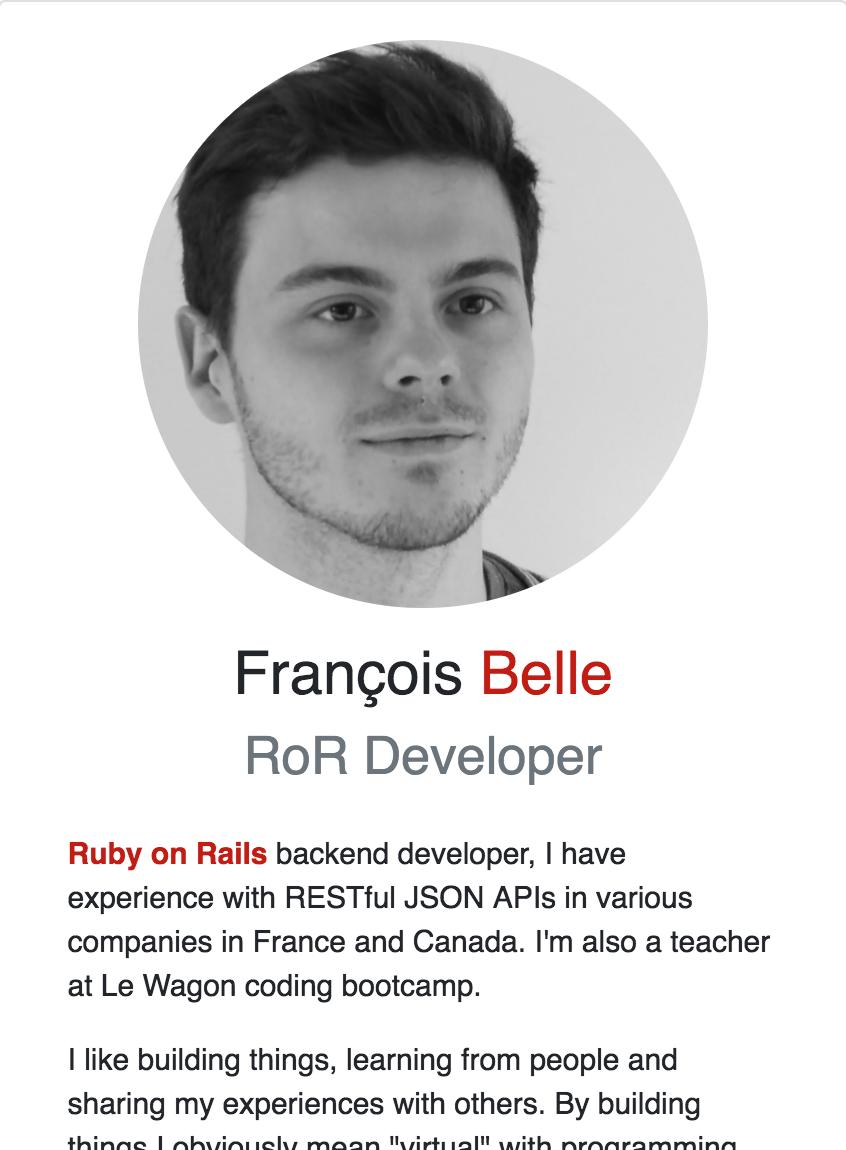 François Belle
RoR Developer
Ruby on Rails backend developer, I have
experience with RESTful JSON APIs in various
companies in France and Canada. I'm also a teacher
at Le Wagon coding bootcamp.
I like building things, learning from people and
sharing my experiences with others. By building
things I obviously mean "virtual" with programming